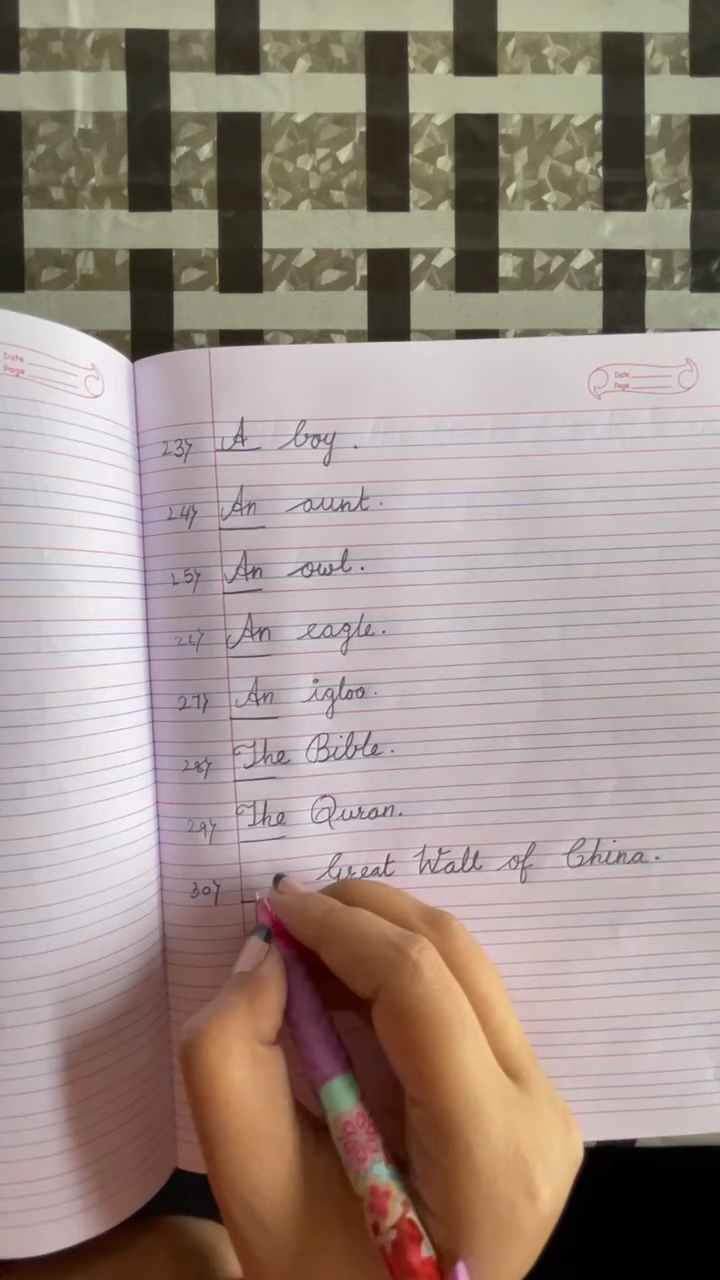 Date
Page
Date
Page
23) A boy.
24) An aunt.
25) An owl.
26) An eagle.
27) An igloo.
28) The Bible.
29) The Quran.
30) Great Wall of China.